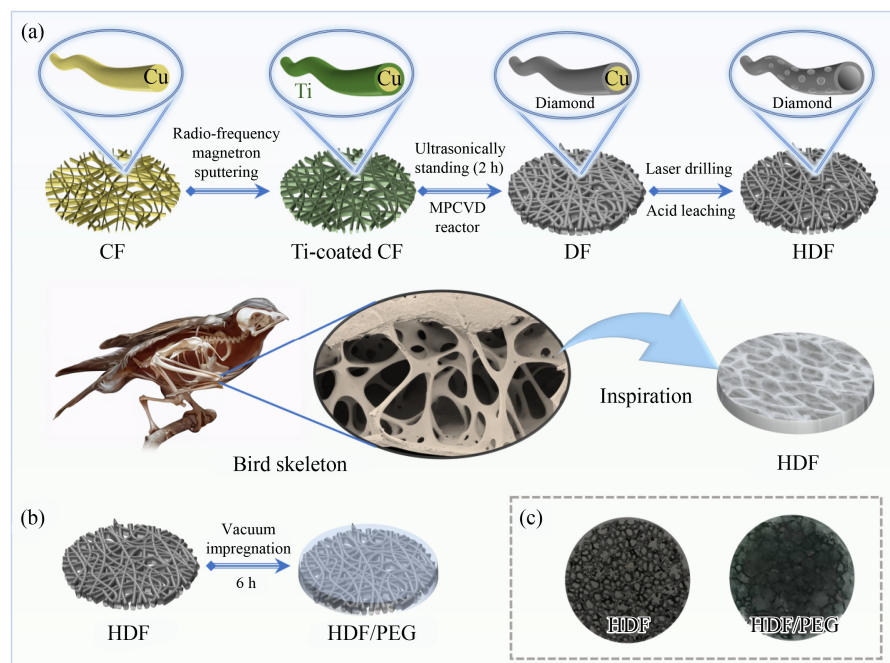 (a)
Cu
Ti
Cu
Diamond
Cu
Diamond
Radio-frequency
magnetron
sputtering
Ultrasonically
standing (2 h)
MPCVD
reactor
Laser drilling
Acid leaching
CF
Ti-coated CF
DF
HDF
Bird skeleton
Inspiration
HDF
(b)
Vacuum
impregnation
6 h
HDF
HDF/PEG
(c)
HDF
HDF/PEG